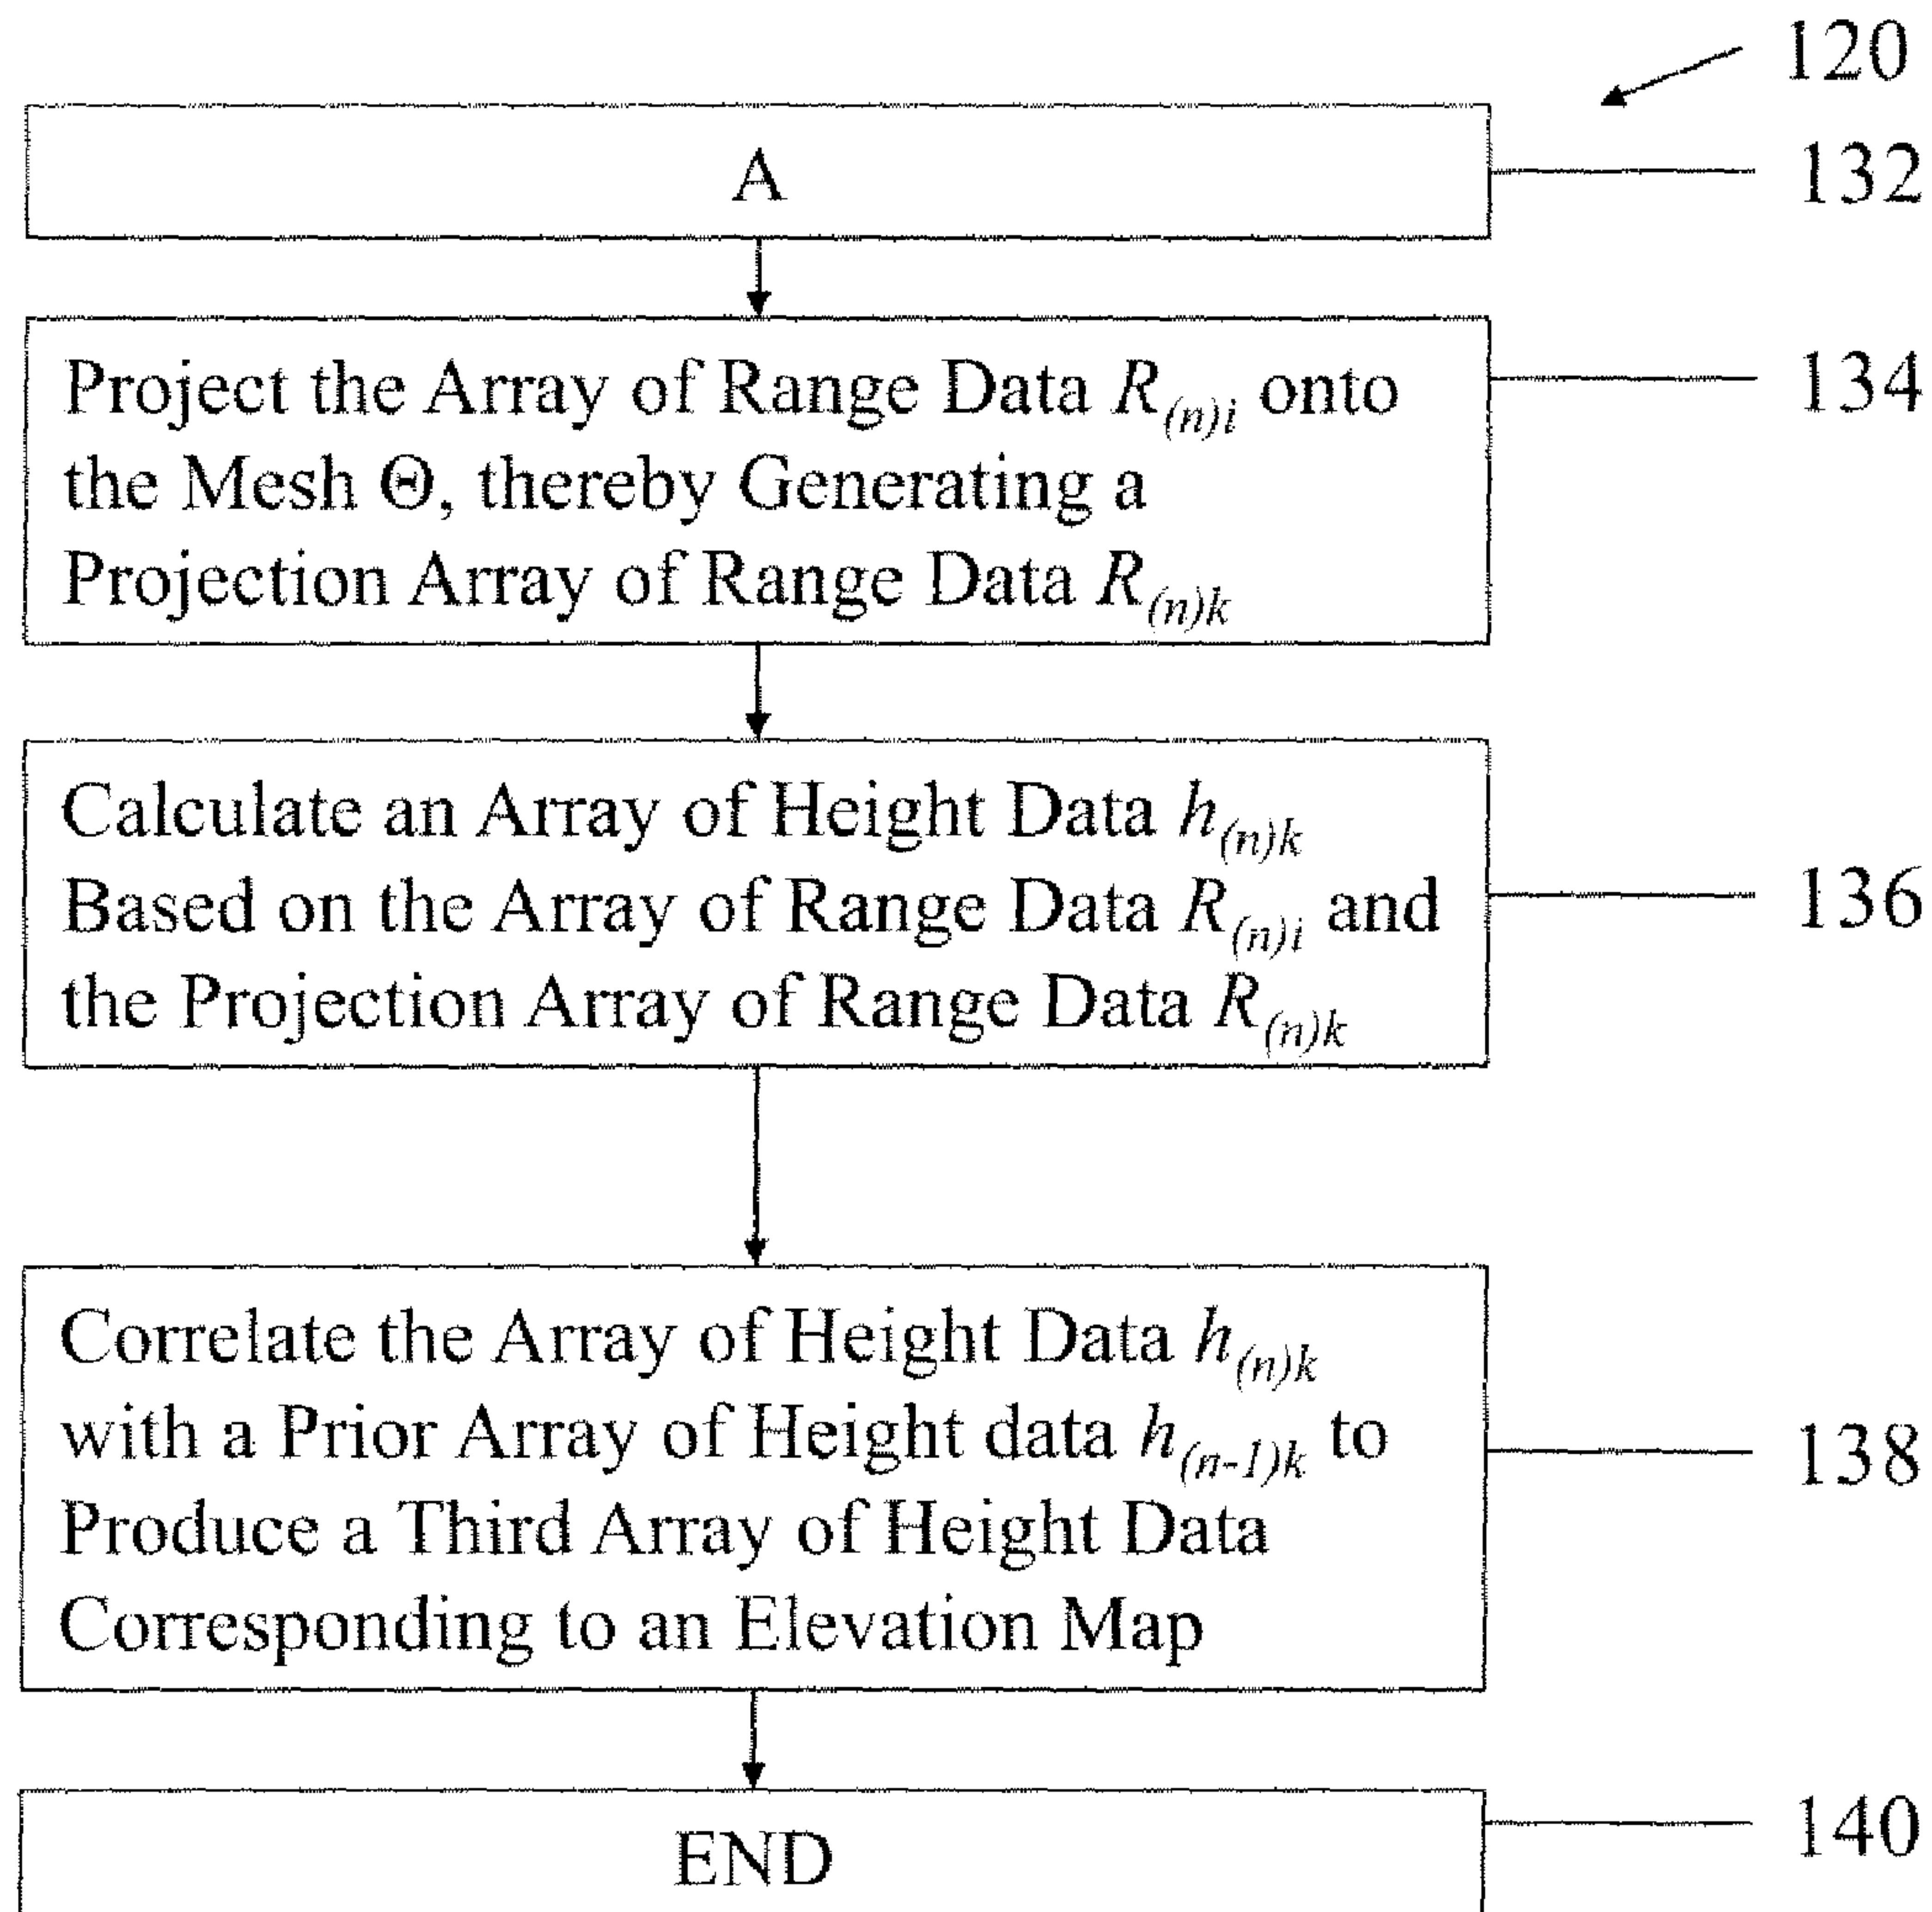 120
A
132
Project the Array of Range Data R(n)i onto
the Mesh Θ, thereby Generating a
Projection Array of Range Data R(n)k
134
Calculate an Array of Height Data h(n)k
Based on the Array of Range Data R(n)i and
the Projection Array of Range Data R(n)k
136
Correlate the Array of Height Data h(n)k
with a Prior Array of Height data h(n-1)k to
Produce a Third Array of Height Data
Corresponding to an Elevation Map
138
END
140